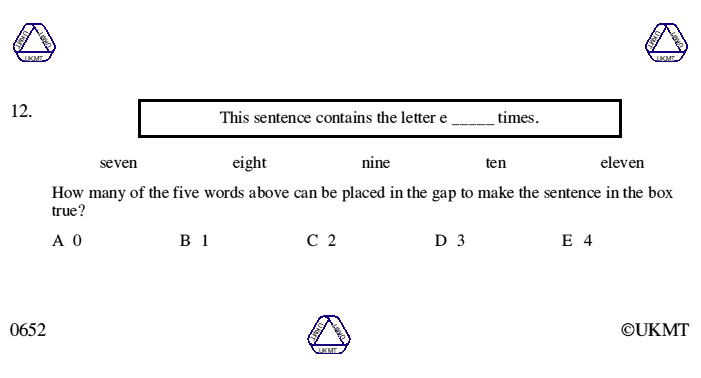 UKMT UKMT UKMT UKMT UKMT UKMT
12.
This sentence contains the letter e _____ times.
seven eight nine ten eleven
How many of the five words above can be placed in the gap to make the sentence in the box
true?
A 0 B 1 C 2 D 3 E 4
UKMT UKMT UKMT
0652 ©UKMT